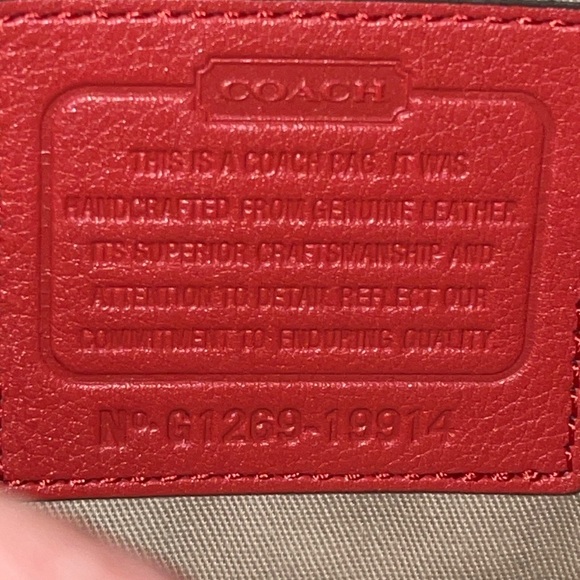 COACH
THIS IS A COACH BAG. IT WAS
HANDCRAFTED FROM GENUINE LEATHER.
ITS SUPERIOR CRAFTSMANSHIP AND
ATTENTION TO DETAIL REFLECT OUR
COMMITMENT TO ENDURING QUALITY.
Nº G1269-19914